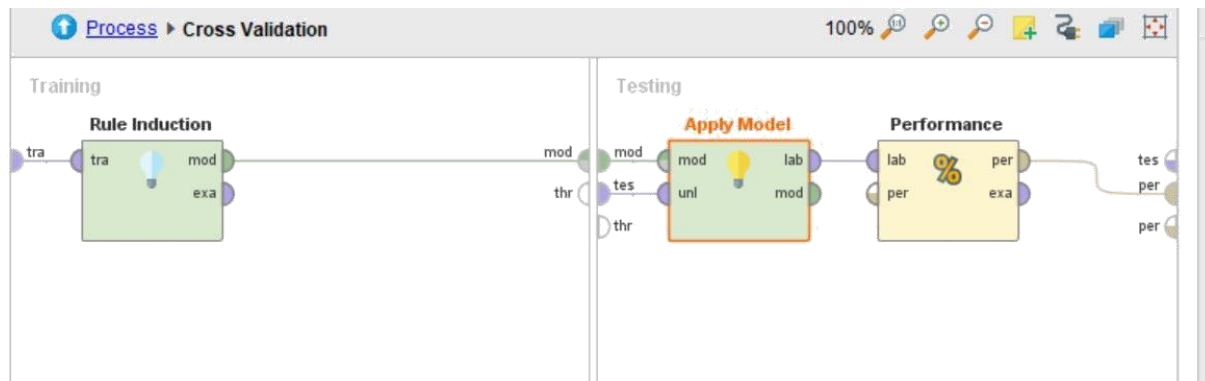 Process ▸ Cross Validation
100%
Training
Rule Induction
tra
tra
mod
exa
mod
thr
Testing
Apply Model
mod
tes
thr
mod
lab
unl
mod
Performance
lab
per
per
exa
%
tes
per
per